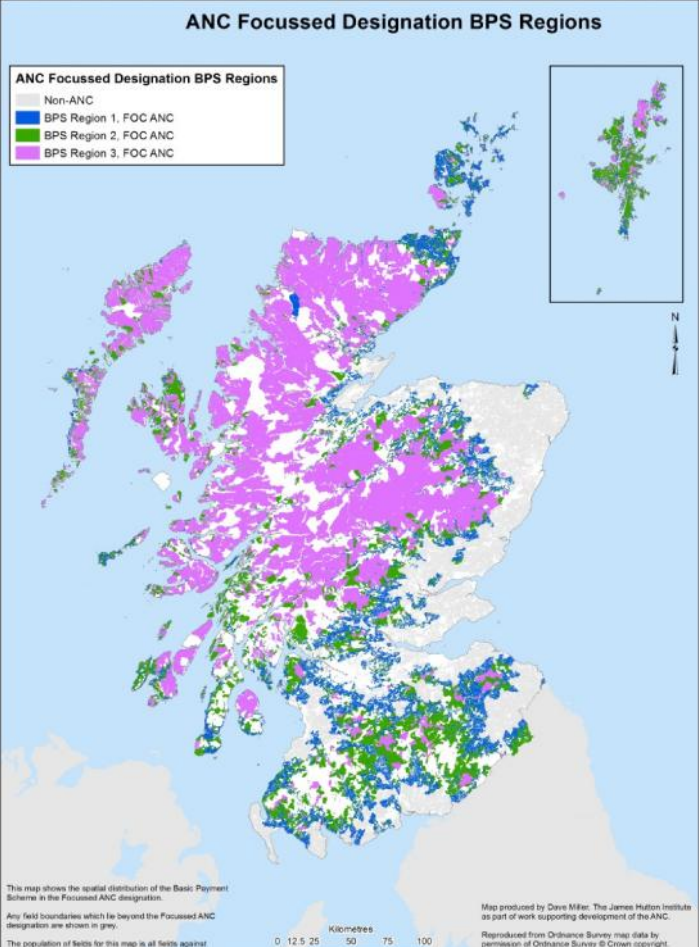 ANC Focussed Designation BPS Regions
ANC Focussed Designation BPS Regions
Non-ANC
BPS Region 1, FOC ANC
BPS Region 2, FOC ANC
BPS Region 3, FOC ANC
N
This map shows the spatial distribution of the Basic Payment
Scheme in the Focussed ANC designation.
Any field boundaries which lie beyond the Focussed ANC
designation are shown in grey.
The population of fields for this map is all fields against
Kilometres
0 12.5 25 50 75 100
Map produced by Dave Miller, The James Hutton Institute
as part of work supporting development of the ANC.
Reproduced from Ordnance Survey map data by
permission of Ordnance Survey © Crown copyright.